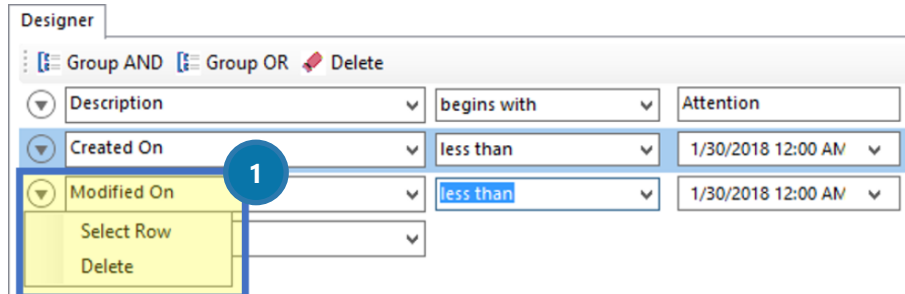 Designer
Group AND Group OR Delete
Description begins with Attention
Created On less than 1/30/2018 12:00 AM
1
Modified On less than 1/30/2018 12:00 AM
Select Row
Delete